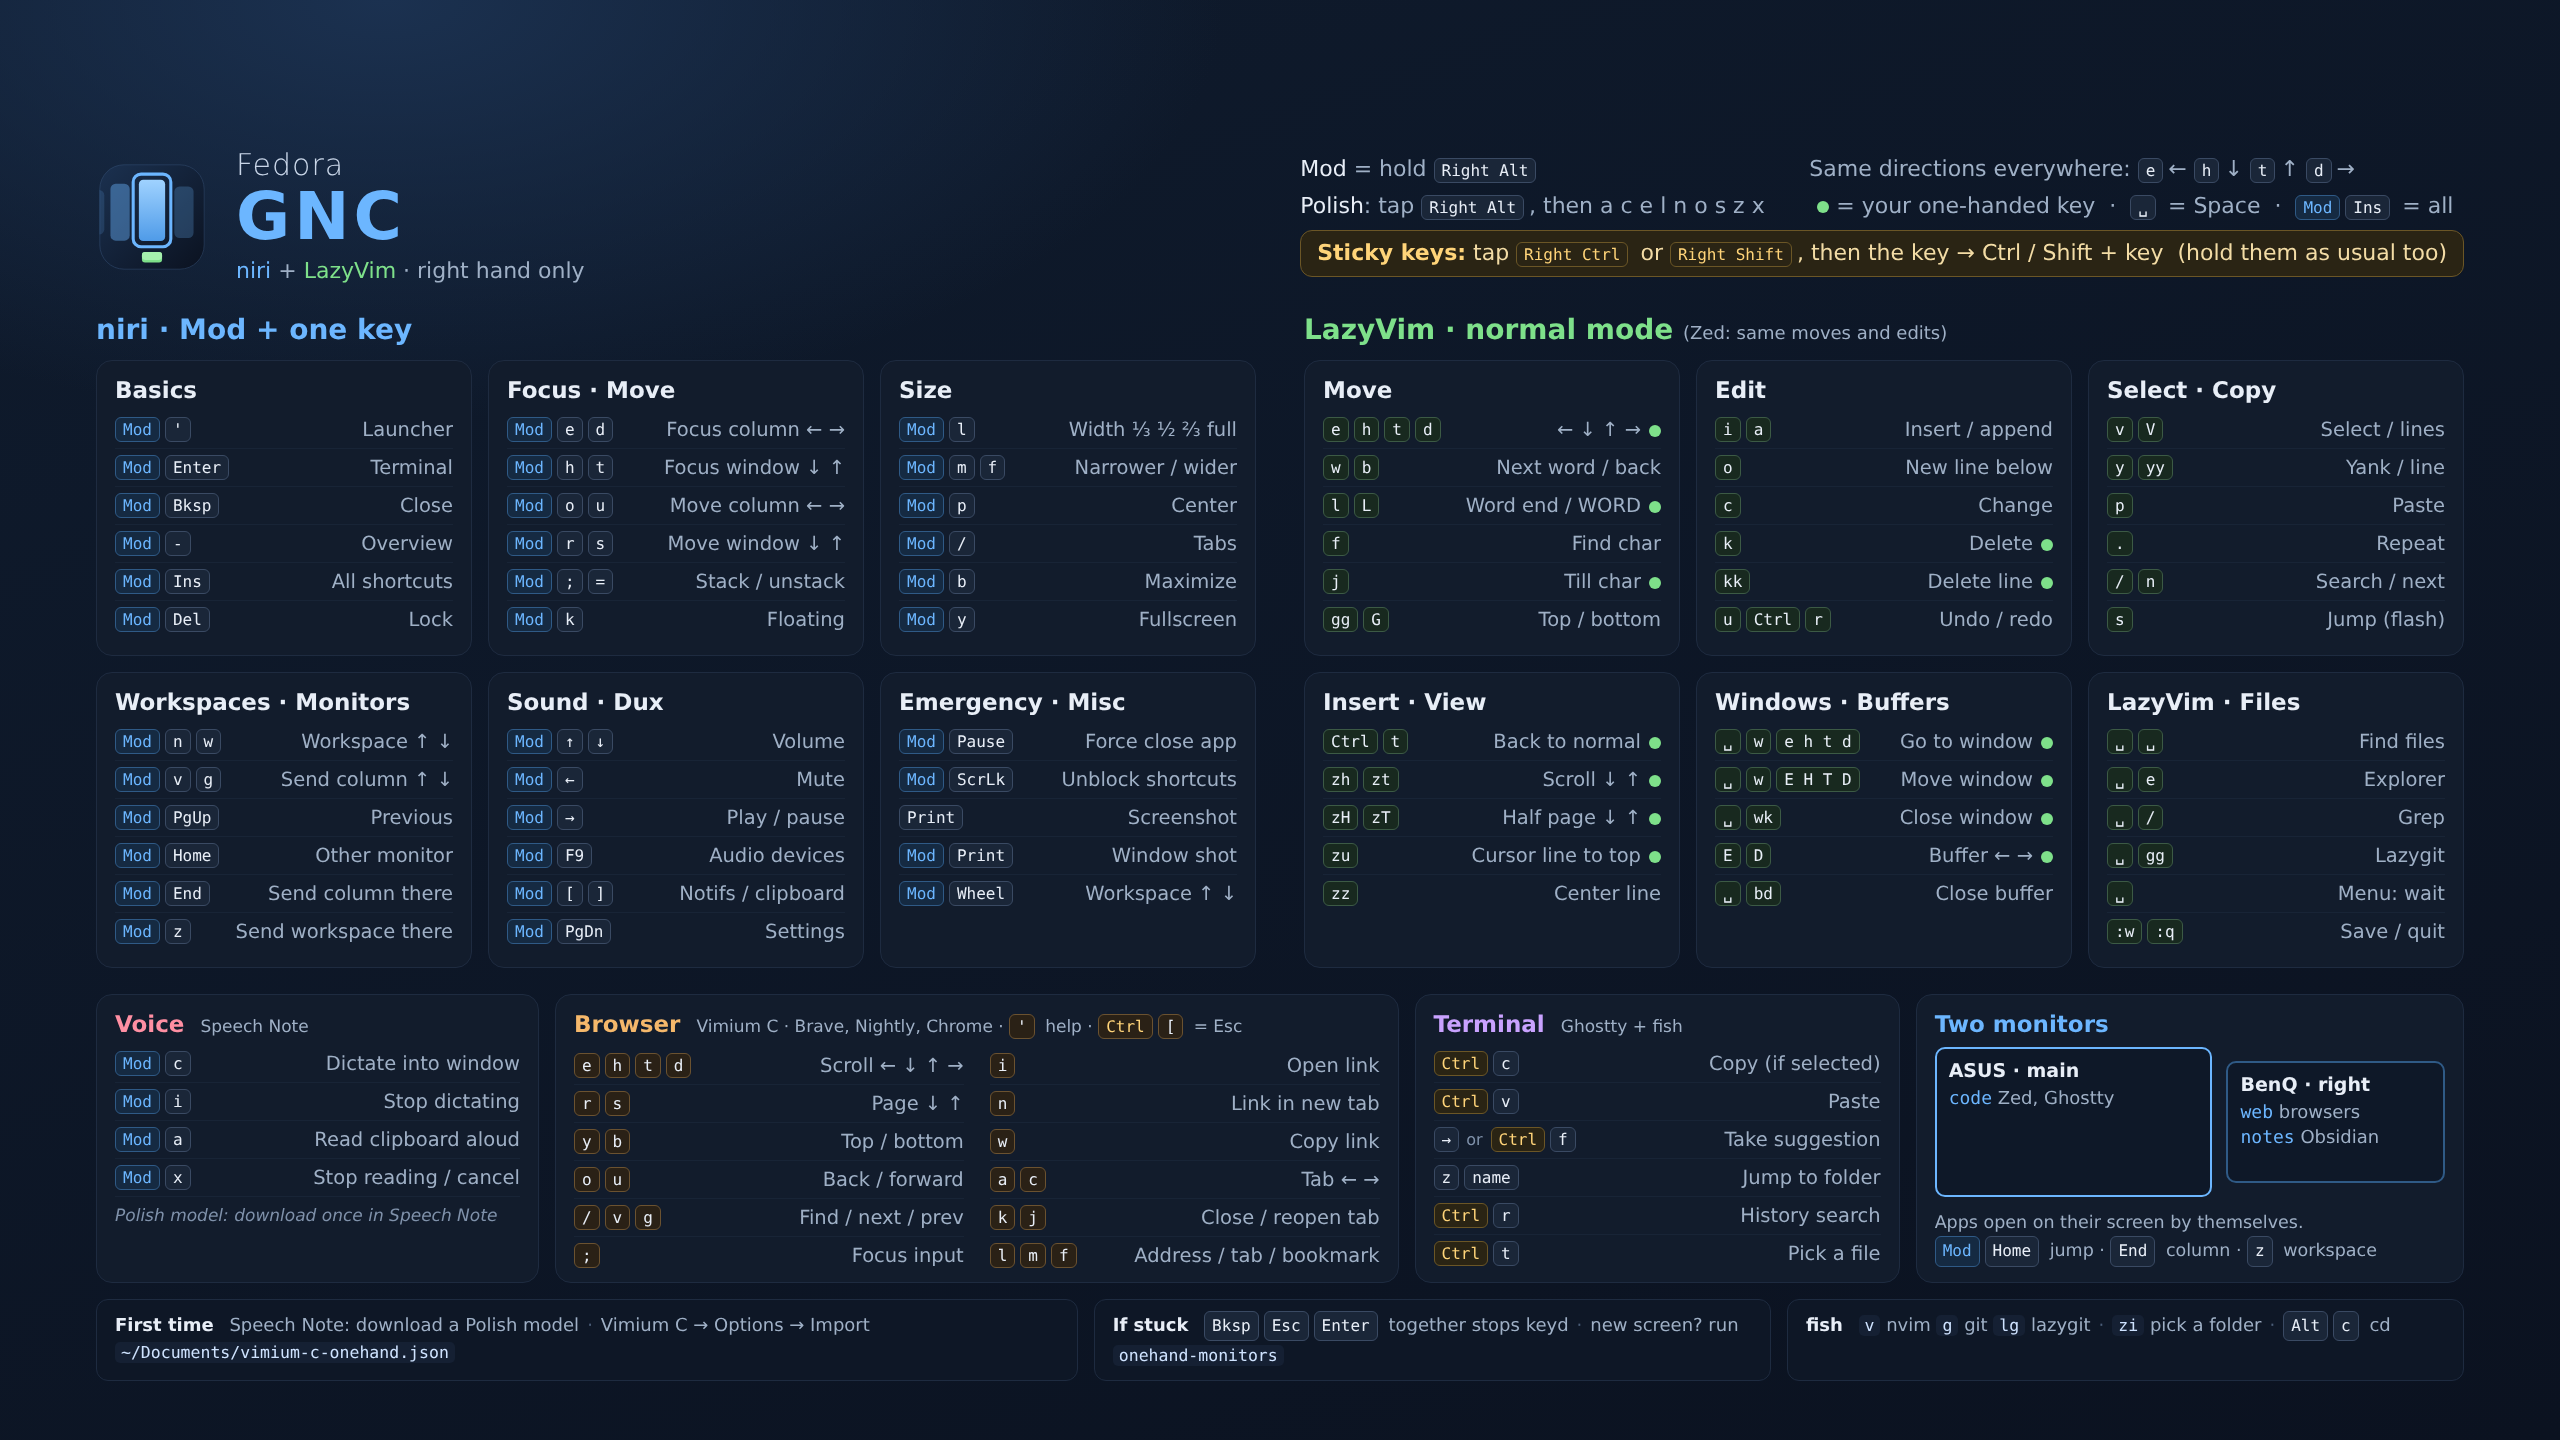 Fedora
GNC
niri + LazyVim · right hand only
Mod = hold Right Alt
Same directions everywhere: e ← h ↓ t ↑ d →
Polish: tap Right Alt , then a c e l n o s z x
● = your one-handed key · ␣ = Space · Mod Ins = all
Sticky keys: tap Right Ctrl or Right Shift , then the key → Ctrl / Shift + key (hold them as usual too)
niri · Mod + one key
Basics
Mod ' Launcher
Mod Enter Terminal
Mod Bksp Close
Mod - Overview
Mod Ins All shortcuts
Mod Del Lock
Focus · Move
Mod e d Focus column ← →
Mod h t Focus window ↓ ↑
Mod o u Move column ← →
Mod r s Move window ↓ ↑
Mod ; = Stack / unstack
Mod k Floating
Size
Mod l Width ⅓ ½ ⅔ full
Mod m f Narrower / wider
Mod p Center
Mod / Tabs
Mod b Maximize
Mod y Fullscreen
Workspaces · Monitors
Mod n w Workspace ↑ ↓
Mod v g Send column ↑ ↓
Mod PgUp Previous
Mod Home Other monitor
Mod End Send column there
Mod z Send workspace there
Sound · Dux
Mod ↑ ↓ Volume
Mod ← Mute
Mod → Play / pause
Mod F9 Audio devices
Mod [ ] Notifs / clipboard
Mod PgDn Settings
Emergency · Misc
Mod Pause Force close app
Mod ScrLk Unblock shortcuts
Print Screenshot
Mod Print Window shot
Mod Wheel Workspace ↑ ↓
LazyVim · normal mode (Zed: same moves and edits)
Move
e h t d ← ↓ ↑ → ●
w b Next word / back
l L Word end / WORD ●
f Find char
j Till char ●
gg G Top / bottom
Edit
i a Insert / append
o New line below
c Change
k Delete ●
kk Delete line ●
u Ctrl r Undo / redo
Select · Copy
v V Select / lines
y yy Yank / line
p Paste
. Repeat
/ n Search / next
s Jump (flash)
Insert · View
Ctrl t Back to normal ●
zh zt Scroll ↓ ↑ ●
zH zT Half page ↓ ↑ ●
zu Cursor line to top ●
zz Center line
Windows · Buffers
␣ w e h t d Go to window ●
␣ w E H T D Move window ●
␣ wk Close window ●
E D Buffer ← → ●
␣ bd Close buffer
LazyVim · Files
␣ ␣ Find files
␣ e Explorer
␣ / Grep
␣ gg Lazygit
␣ Menu: wait
:w :q Save / quit
Voice Speech Note
Mod c Dictate into window
Mod i Stop dictating
Mod a Read clipboard aloud
Mod x Stop reading / cancel
Polish model: download once in Speech Note
Browser Vimium C · Brave, Nightly, Chrome · ' help · Ctrl [ = Esc
e h t d Scroll ← ↓ ↑ →
r s Page ↓ ↑
y b Top / bottom
o u Back / forward
/ v g Find / next / prev
; Focus input
i Open link
n Link in new tab
w Copy link
a c Tab ← →
k j Close / reopen tab
l m f Address / tab / bookmark
Terminal Ghostty + fish
Ctrl c Copy (if selected)
Ctrl v Paste
→ or Ctrl f Take suggestion
z name Jump to folder
Ctrl r History search
Ctrl t Pick a file
Two monitors
ASUS · main
code Zed, Ghostty
BenQ · right
web browsers
notes Obsidian
Apps open on their screen by themselves.
Mod Home jump · End column · z workspace
First time Speech Note: download a Polish model · Vimium C → Options → Import
~/Documents/vimium-c-onehand.json
If stuck Bksp Esc Enter together stops keyd · new screen? run
onehand-monitors
fish v nvim g git lg lazygit · zi pick a folder · Alt c cd